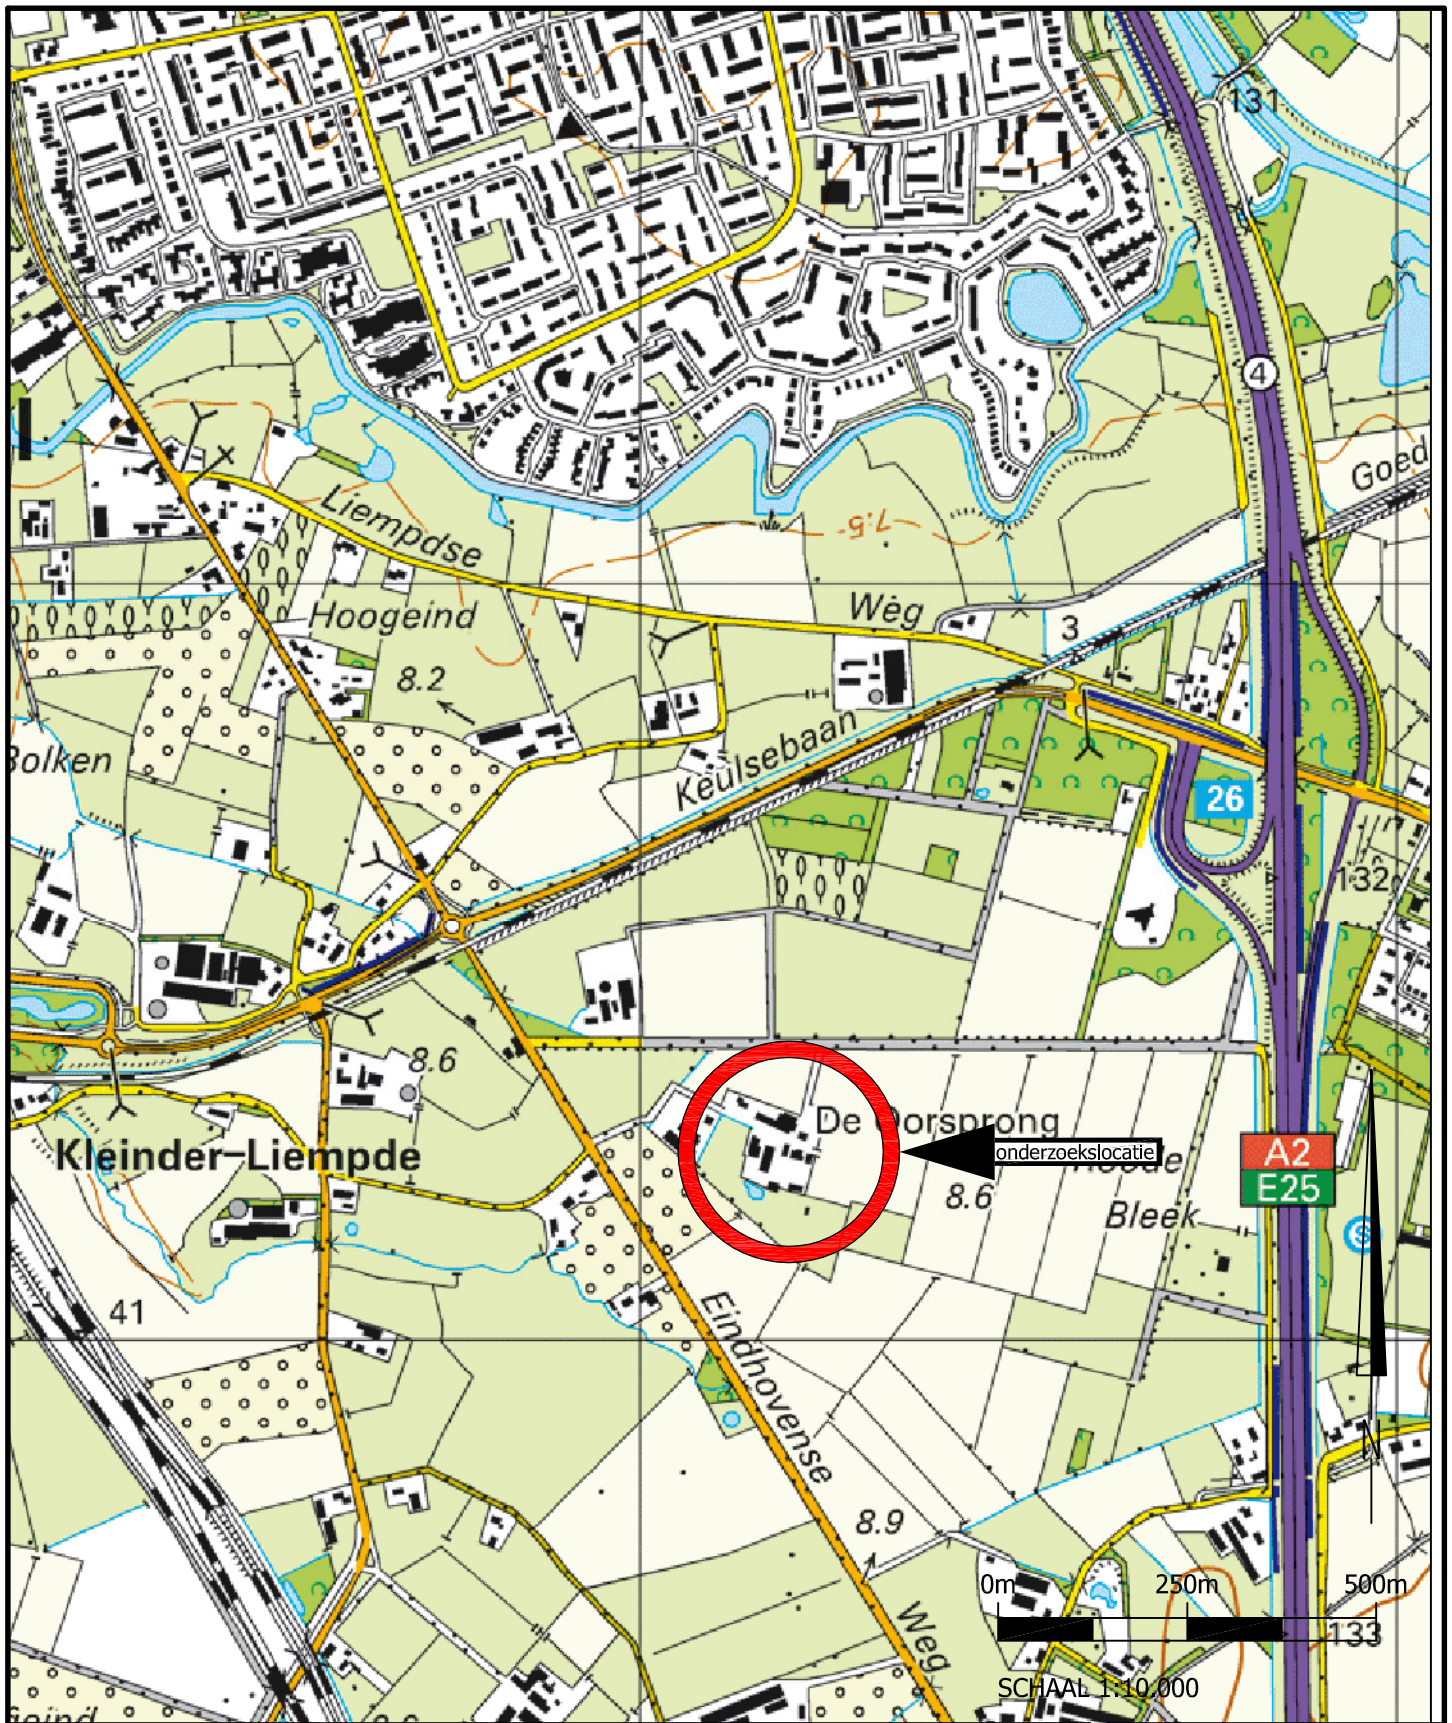 131
4
Goed
Liempdse
7.5
Weg
Hoogeind
3
8.2
Keulsebaan
Bolken
26
132
8.6
De Oorsprong
onderzoekslocatie
Kleinder-Liempde
A2
E25
8.6
Bleek
S
41
Eindhovense
N
8.9
0m 250m 500m
Weg
133
SCHAAL 1:10.000